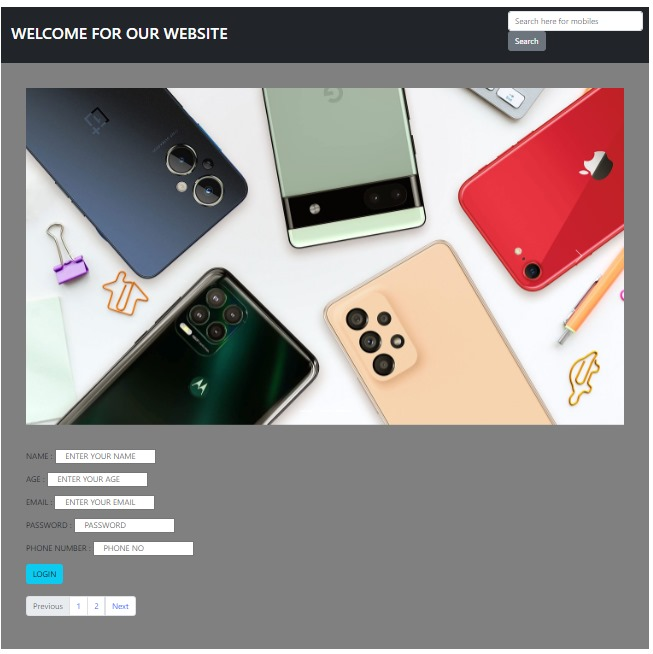 WELCOME FOR OUR WEBSITE
Search here for mobiles
Search
NAME : ENTER YOUR NAME
AGE : ENTER YOUR AGE
EMAIL : ENTER YOUR EMAIL
PASSWORD : PASSWORD
PHONE NUMBER : PHONE NO
LOGIN
Previous 1 2 Next